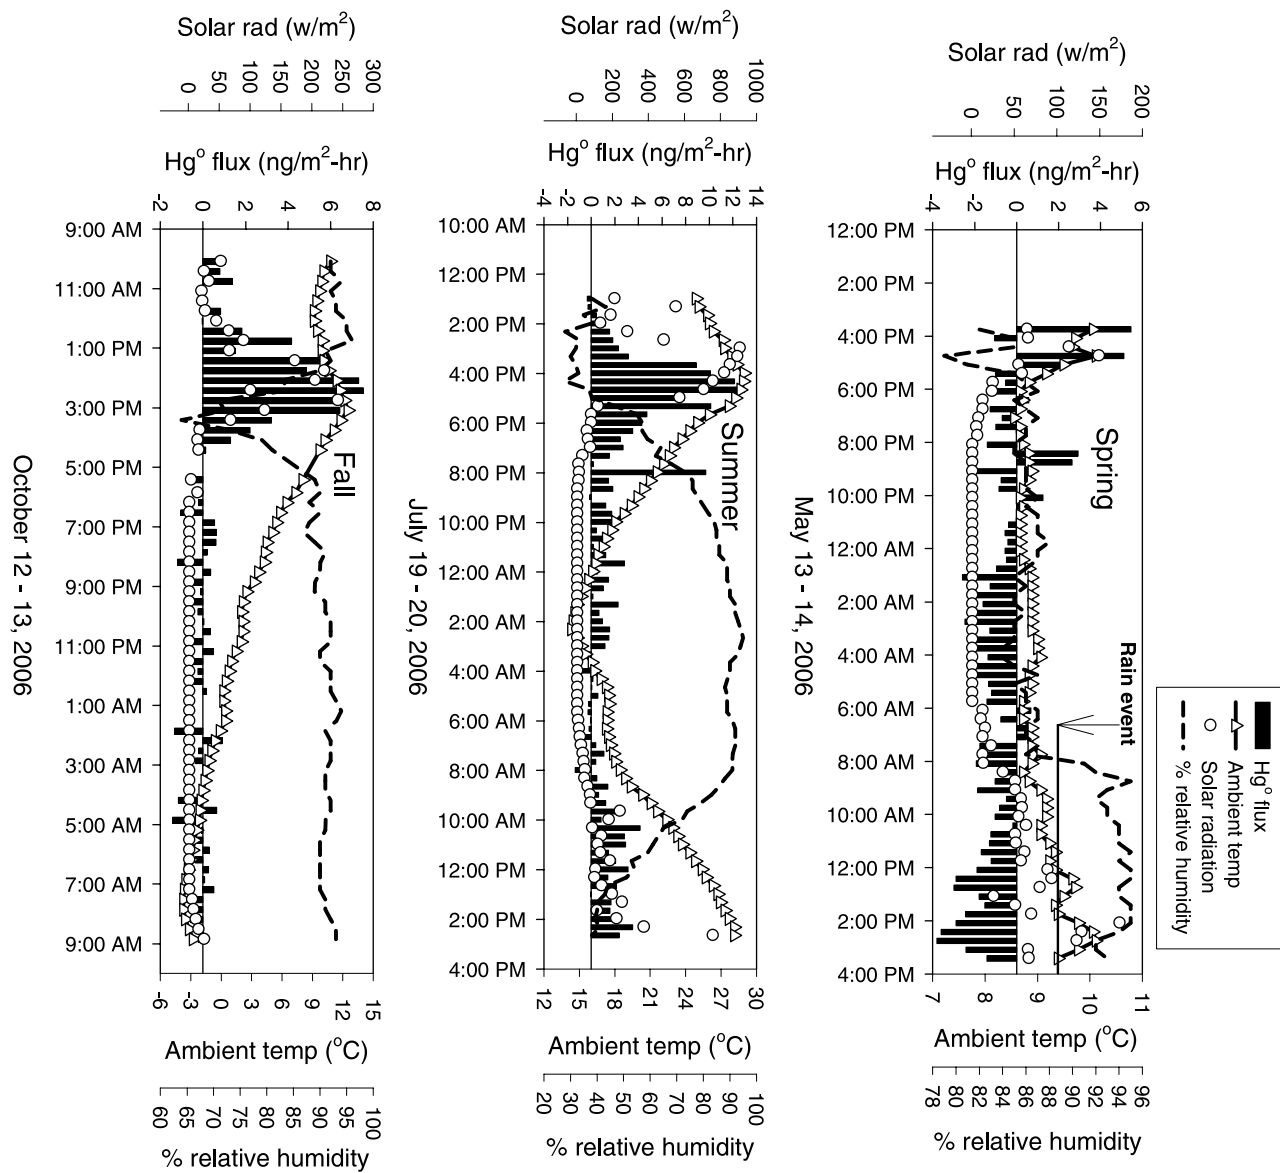 Solar rad (w/m²)
0 50 100 150 200 250 300
Hg⁰ flux (ng/m²-hr)
-6 -4 -2 0 2 4 6 8
9:00 AM
11:00 AM
1:00 PM
3:00 PM
5:00 PM
7:00 PM
9:00 PM
11:00 PM
1:00 AM
3:00 AM
5:00 AM
7:00 AM
9:00 AM
Fall
October 12 - 13, 2006
-6 -3 0 3 6 9 12 15
Ambient temp (°C)
60 65 70 75 80 85 90 95 100
% relative humidity
Solar rad (w/m²)
0 200 400 600 800 1000
Hg⁰ flux (ng/m²-hr)
-4 -2 0 2 4 6 8 10 12 14
10:00 AM
12:00 PM
2:00 PM
4:00 PM
6:00 PM
8:00 PM
10:00 PM
12:00 AM
2:00 AM
4:00 AM
6:00 AM
8:00 AM
10:00 AM
12:00 PM
2:00 PM
4:00 PM
Summer
July 19 - 20, 2006
12 15 18 21 24 27 30
Ambient temp (°C)
20 30 40 50 60 70 80 90 100
% relative humidity
Solar rad (w/m²)
0 50 100 150 200
Hg⁰ flux (ng/m²-hr)
-4 -2 0 2 4 6
12:00 PM
2:00 PM
4:00 PM
6:00 PM
8:00 PM
10:00 PM
12:00 AM
2:00 AM
4:00 AM
6:00 AM
8:00 AM
10:00 AM
12:00 PM
2:00 PM
4:00 PM
Spring
Rain event
May 13 - 14, 2006
7 8 9 10 11
Ambient temp (°C)
78 80 82 84 86 88 90 92 94 96
% relative humidity
Hg⁰ flux
Ambient temp
Solar radiation
% relative humidity